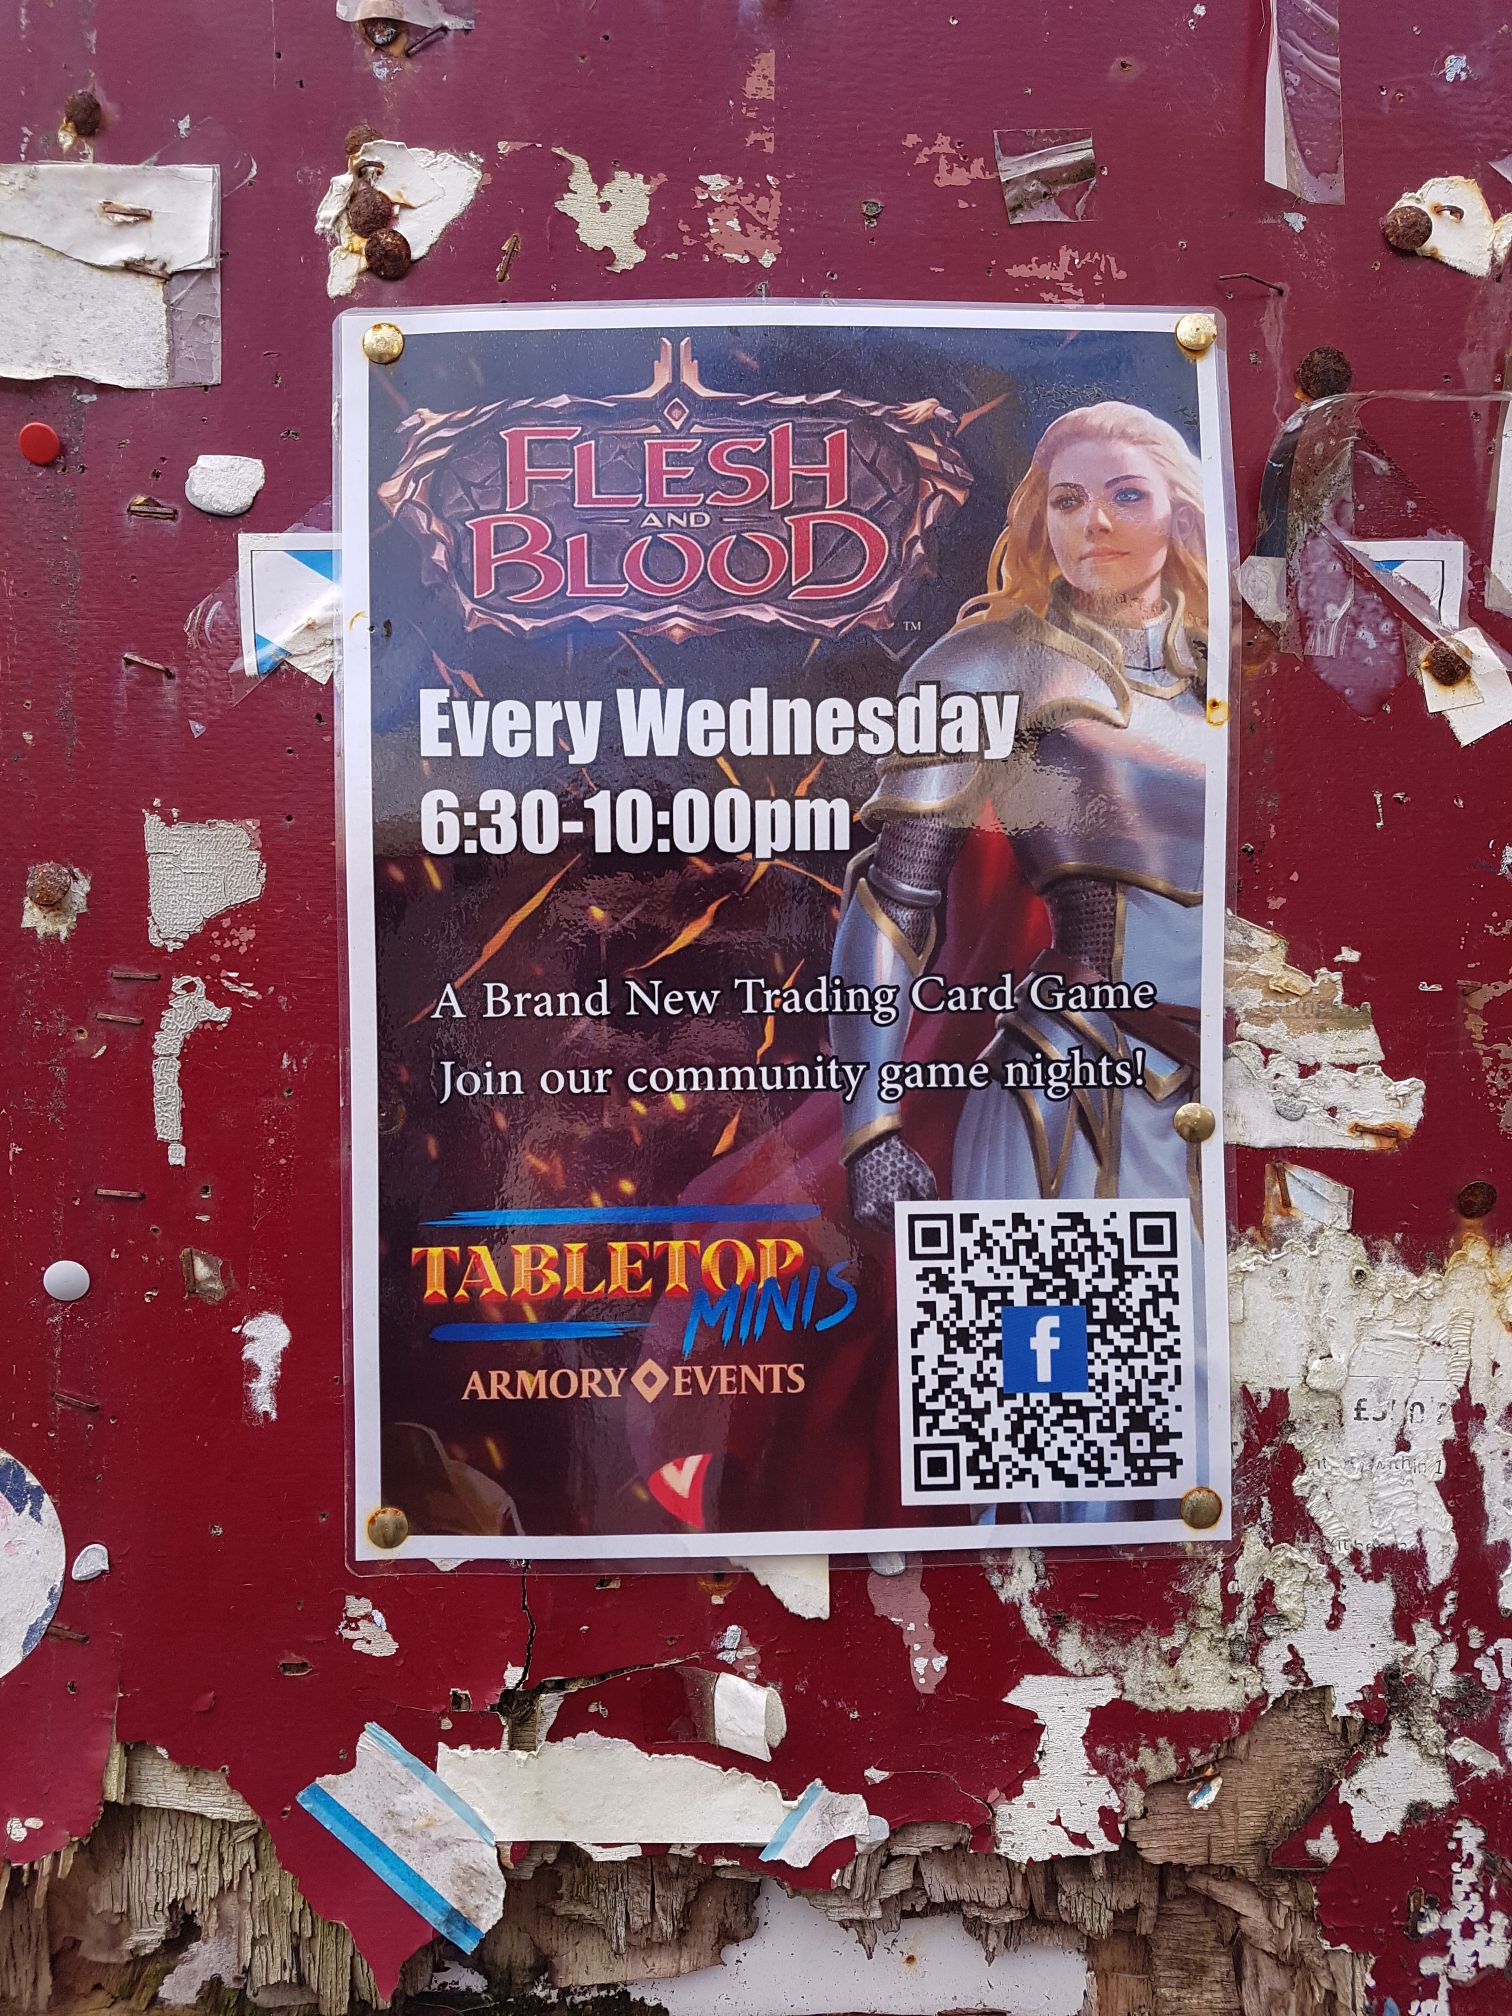 FLESH
AND
BLOOD
TM
Every Wednesday
6:30-10:00pm
A Brand New Trading Card Game
Join our community game nights!
TABLETOP
MINIS
ARMORY EVENTS
f